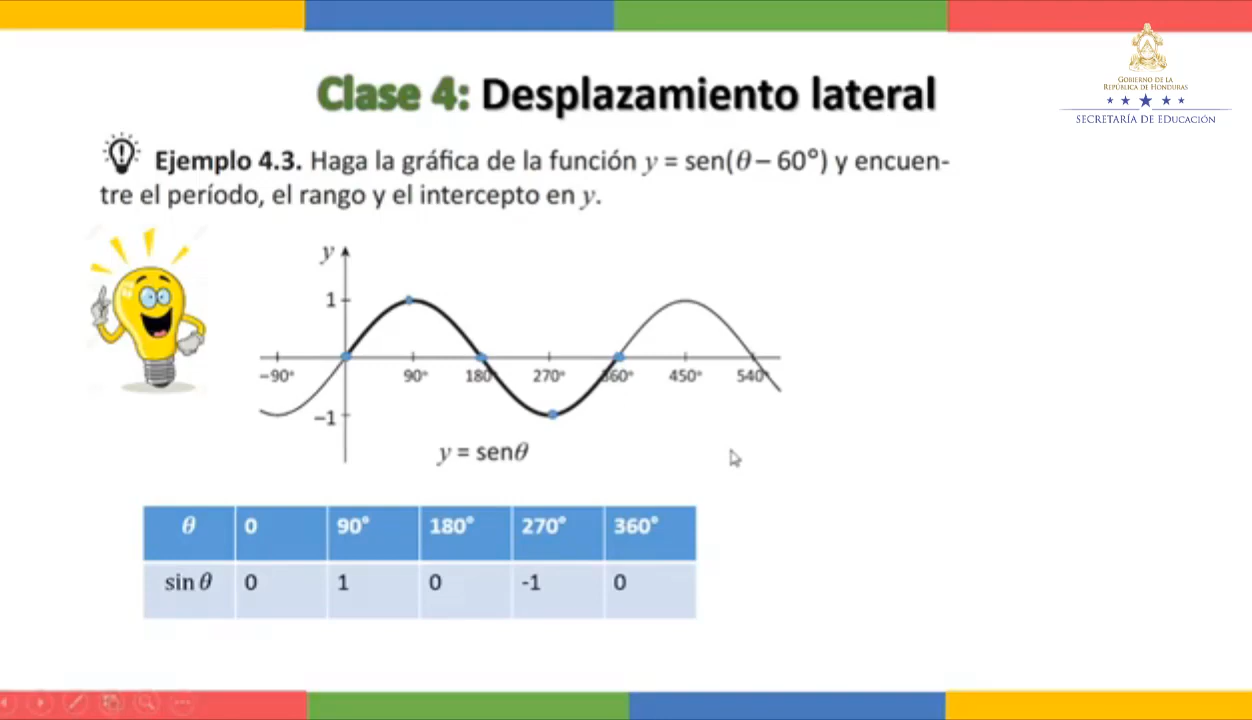 GOBIERNO DE LA
REPÚBLICA DE HONDURAS
SECRETARÍA DE EDUCACIÓN
Clase 4: Desplazamiento lateral
Ejemplo 4.3. Haga la gráfica de la función y = sen(θ – 60°) y encuen-
tre el período, el rango y el intercepto en y.
y
1
–90° 90° 180° 270° 360° 450° 540°
–1
y = senθ
θ 0 90° 180° 270° 360°
sin θ 0 1 0 -1 0